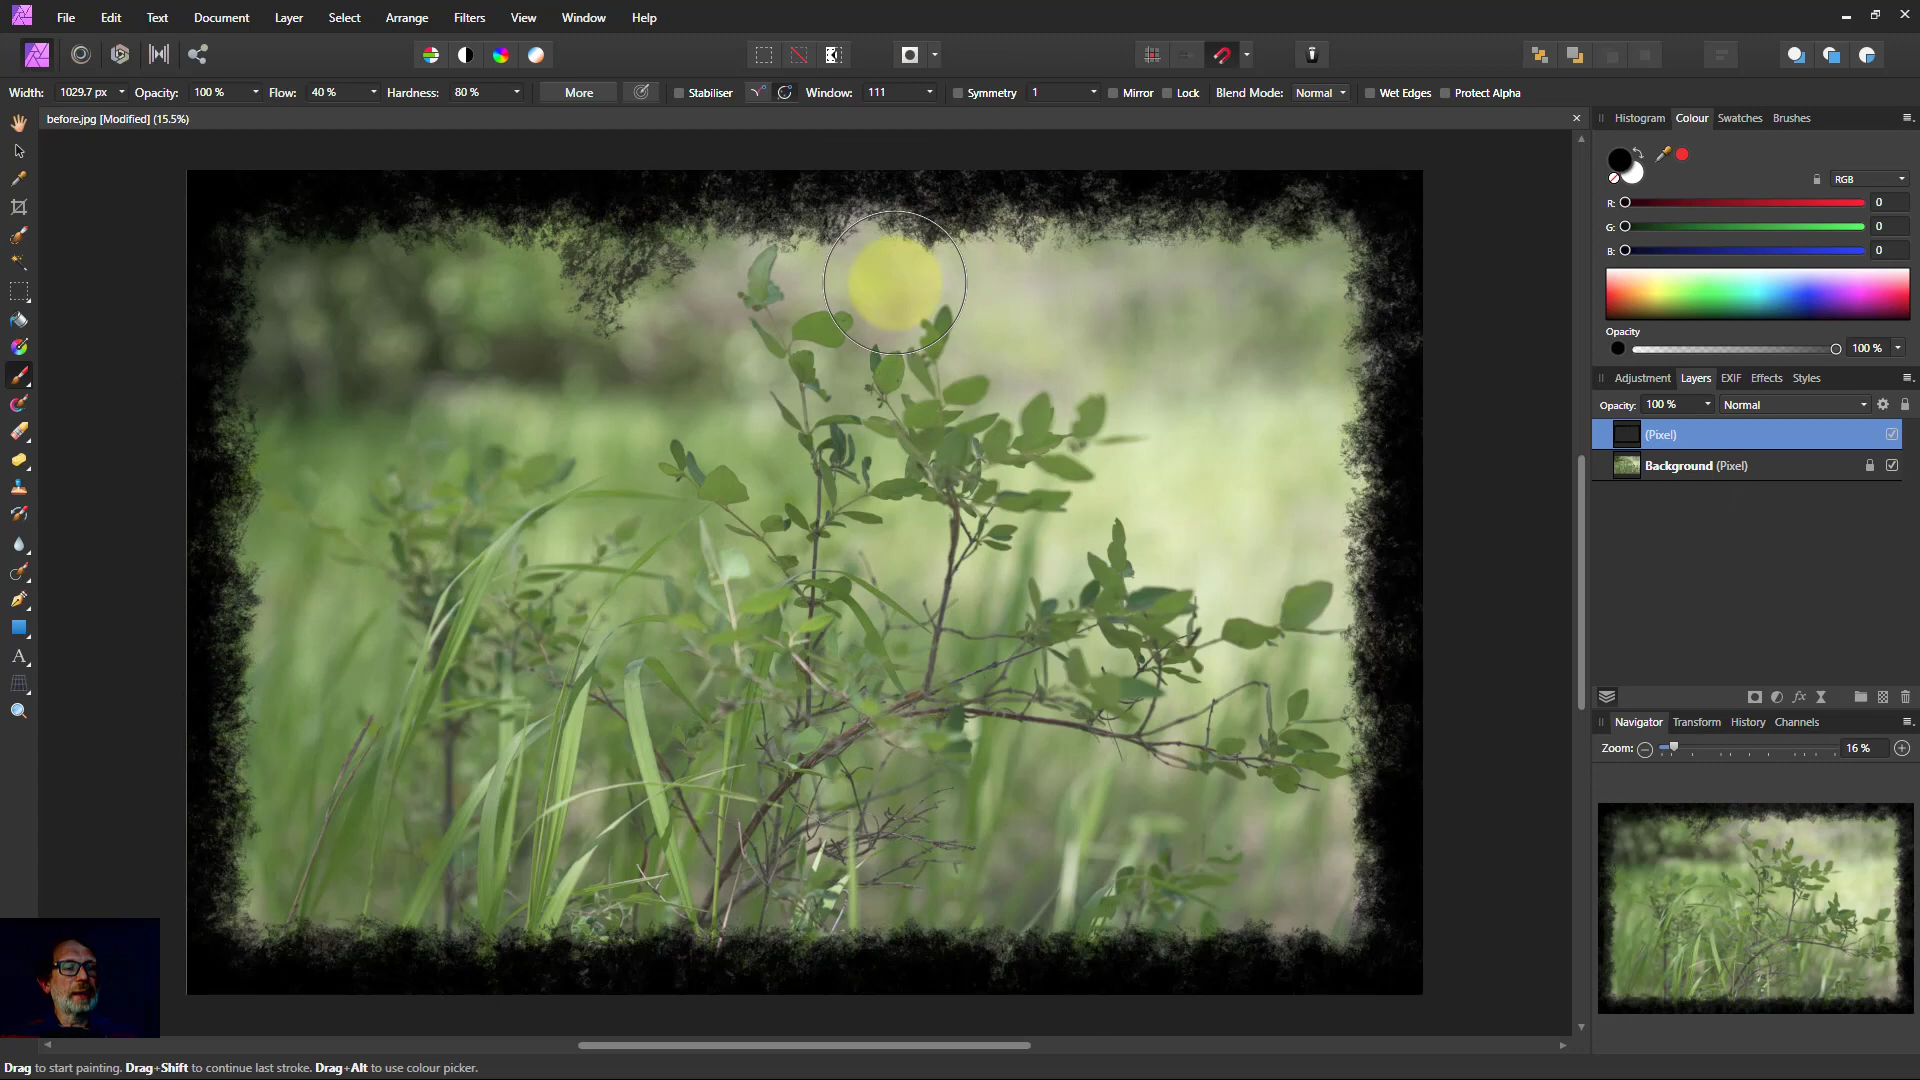 File Edit Text Document Layer Select Arrange Filters View Window Help
Width: 1029.7 px Opacity: 100 % Flow: 40 % Hardness: 80 % More Stabiliser Window: 111 Symmetry 1 Mirror Lock Blend Mode: Normal Wet Edges Protect Alpha
before.jpg [Modified] (15.5%)
Histogram Colour Swatches Brushes
RGB
R: 0
G: 0
B: 0
Opacity
100 %
Adjustment Layers EXIF Effects Styles
Opacity: 100 % Normal
(Pixel)
Background (Pixel)
Navigator Transform History Channels
Zoom: 16 %
Drag to start painting. Drag+Shift to continue last stroke. Drag+Alt to use colour picker.